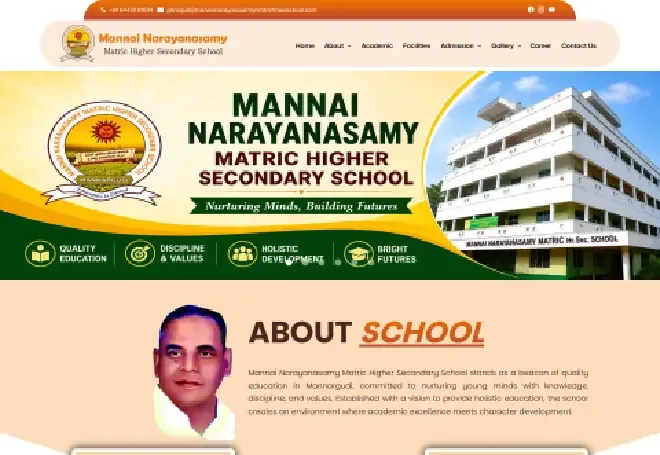 Mannai Narayanasamy
Matric Higher Secondary School
Home About Academic Facilities Admission Gallery Career Contact Us
MANNAI
NARAYANASAMY
MATRIC HIGHER
SECONDARY SCHOOL
Nurturing Minds, Building Futures
QUALITY
EDUCATION
DISCIPLINE
& VALUES
HOLISTIC
DEVELOPMENT
BRIGHT
FUTURES
MANNAI NARAYANASAMY MATRIC Hr.Sec. SCHOOL
ABOUT SCHOOL
Mannai Narayanasamy Matric Higher Secondary School stands as a beacon of quality
education in Mannargudi, committed to nurturing young minds with knowledge,
discipline, and values. Established with a vision to provide holistic education, the school
creates an environment where academic excellence meets character development.